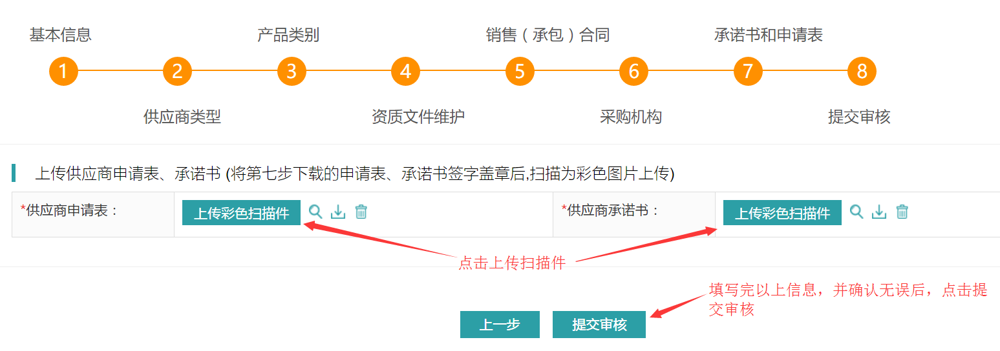 基本信息
产品类别
销售（承包）合同
承诺书和申请表
1
2
3
4
5
6
7
8
供应商类型
资质文件维护
采购机构
提交审核
上传供应商申请表、承诺书 (将第七步下载的申请表、承诺书签字盖章后,扫描为彩色图片上传)
*供应商申请表：
上传彩色扫描件
*供应商承诺书：
上传彩色扫描件
点击上传扫描件
填写完以上信息，并确认无误后，点击提
交审核
上一步
提交审核